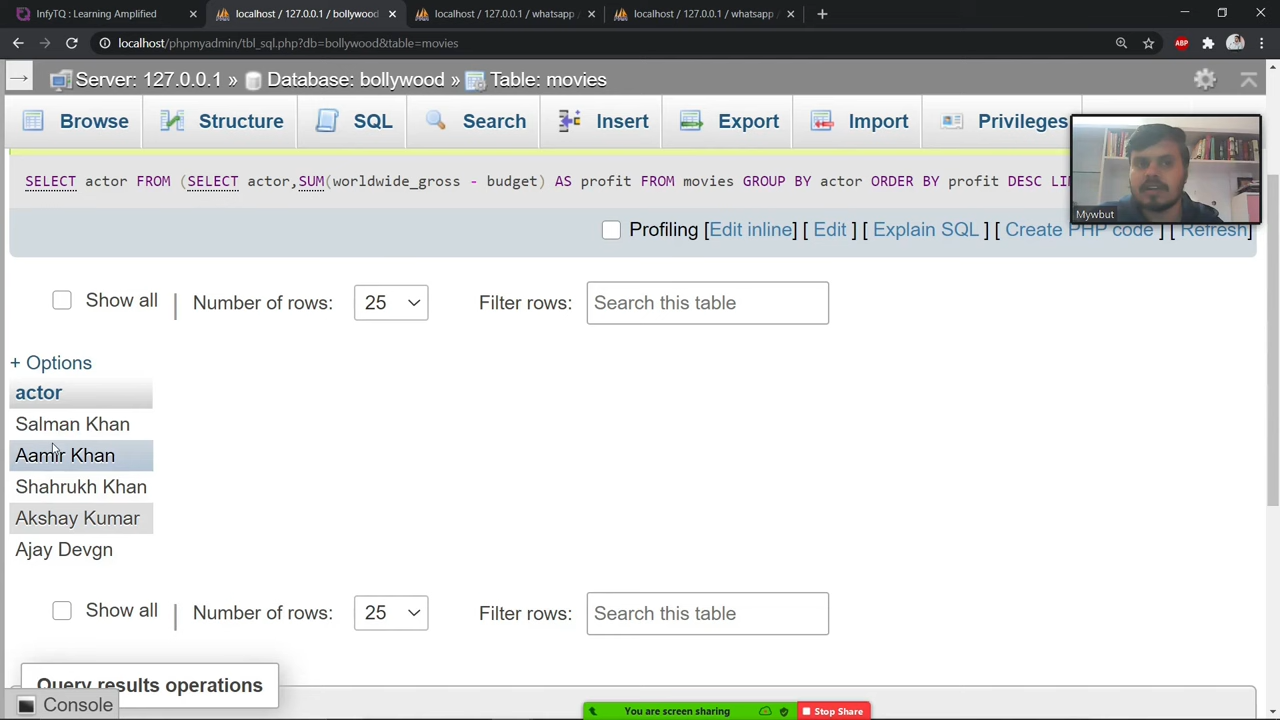 InfyTQ - Learning Amplified
localhost / 127.0.0.1 / bollywood
localhost / 127.0.0.1 / whatsapp
localhost / 127.0.0.1 / whatsapp
localhost/phpmyadmin/tbl_sql.php?db=bollywood&table=movies
ABP
Server: 127.0.0.1 » Database: bollywood » Table: movies
Browse Structure SQL Search Insert Export Import Privileges
SELECT actor FROM (SELECT actor,SUM(worldwide_gross - budget) AS profit FROM movies GROUP BY actor ORDER BY profit DESC
Mywbut
Profiling [Edit inline] [ Edit ] [ Explain SQL ] [ Create PHP code ] [ Refresh]
Show all Number of rows: 25 Filter rows: Search this table
+ Options
actor
Salman Khan
Aamir Khan
Shahrukh Khan
Akshay Kumar
Ajay Devgn
Show all Number of rows: 25 Filter rows: Search this table
Query results operations
Console
You are screen sharing Stop Share